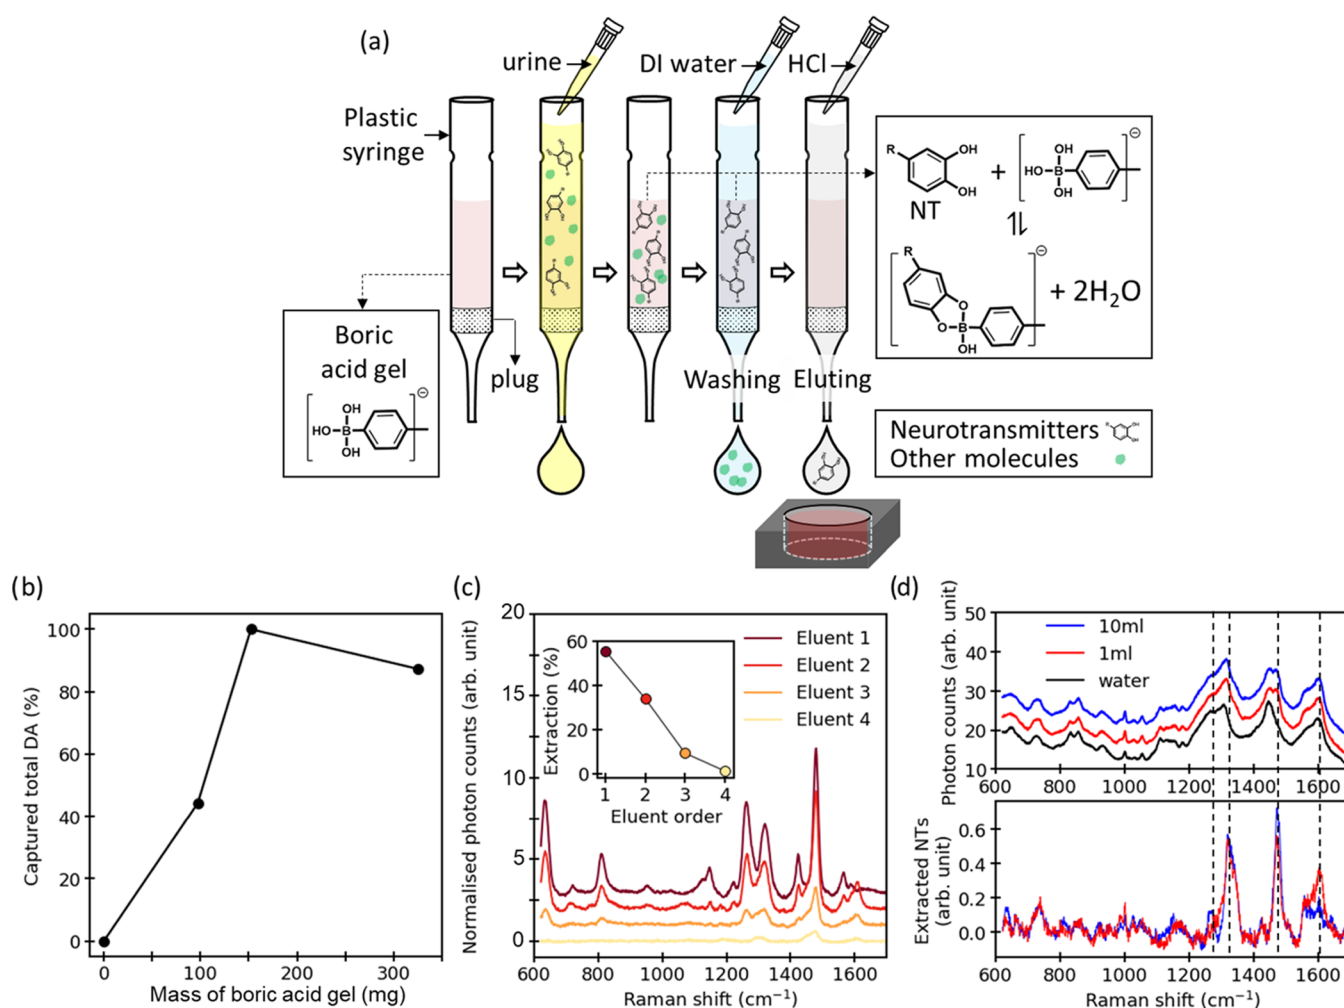 (a)
urine
DI water
HCl
Plastic
syringe
R
OH
OH
NT
+
OH
HO
B
OH
⊖
⇌
R
O
O
B
OH
⊖
+ 2H₂O
Boric
acid gel
OH
HO
B
OH
⊖
plug
Washing
Eluting
Neurotransmitters
Other molecules
(b)
Captured total DA (%)
100
80
60
40
20
0
0
100
200
300
Mass of boric acid gel (mg)
(c)
Normalised photon counts (arb. unit)
20
15
10
5
0
Eluent 1
Eluent 2
Eluent 3
Eluent 4
Extraction (%)
60
40
20
0
1 2 3 4
Eluent order
600 800 1000 1200 1400 1600
Raman shift (cm⁻¹)
(d)
Photon counts (arb. unit)
50
40
30
20
10
10ml
1ml
water
600 800 1000 1200 1400 1600
Extracted NTs
(arb. unit)
0.6
0.4
0.2
0.0
600 800 1000 1200 1400 1600
Raman shift (cm⁻¹)